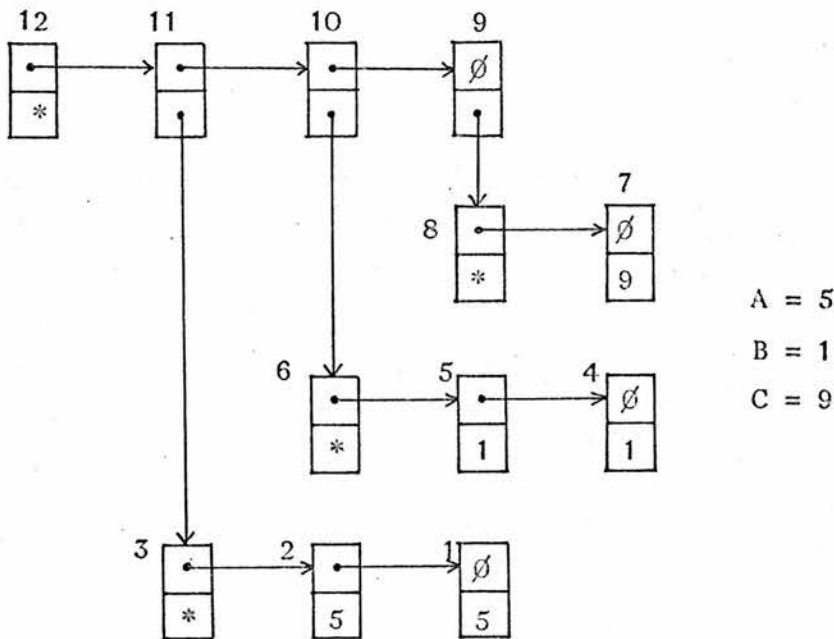 12 11 10 9
Ø
*
7
8 Ø
* 9
A = 5
B = 1
6 5 4
Ø
C = 9
* 1 1
3 2 1
Ø
* 5 5